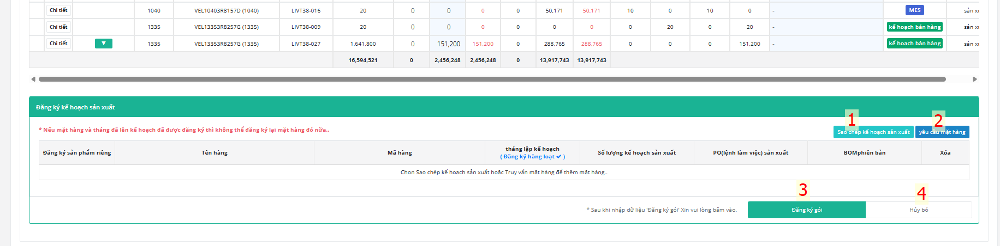 Chi tiết 1040 VEL10403R8157D (1040) LIVT38-016 20 0 0 0 0 50,171 50,171 10 0 10 0 - MES sản xu
Chi tiết 1335 VEL13353R8257G (1335) LIVT38-009 20 0 0 0 0 0 0 0 20 0 20 - kế hoạch bán hàng sản xu
Chi tiết ▼ 1335 VEL13353R8257G (1335) LIVT38-027 1,641,800 0 151,200 151,200 0 288,765 288,765 0 0 0 151,200 - kế hoạch bán hàng sản xu
16,594,521 0 2,456,248 2,456,248 0 13,917,743 13,917,743
Đăng ký kế hoạch sản xuất
1 2
* Nếu mặt hàng và tháng đã lên kế hoạch đã được đăng ký thì không thể đăng ký lại mặt hàng đó nữa..
Sao chép kế hoạch sản xuất yêu cầu mặt hàng
Đăng ký sản phẩm riêng Tên hàng Mã hàng tháng lập kế hoạch Số lượng kế hoạch sản xuất PO(lệnh làm việc) sản xuất BOMphiên bản Xóa
( Đăng ký hàng loạt ✔ )
Chọn Sao chép kế hoạch sản xuất hoặc Truy vấn mặt hàng để thêm mặt hàng..
3 4
* Sau khi nhập dữ liệu 'Đăng ký gói' Xin vui lòng bấm vào. Đăng ký gói Hủy bỏ